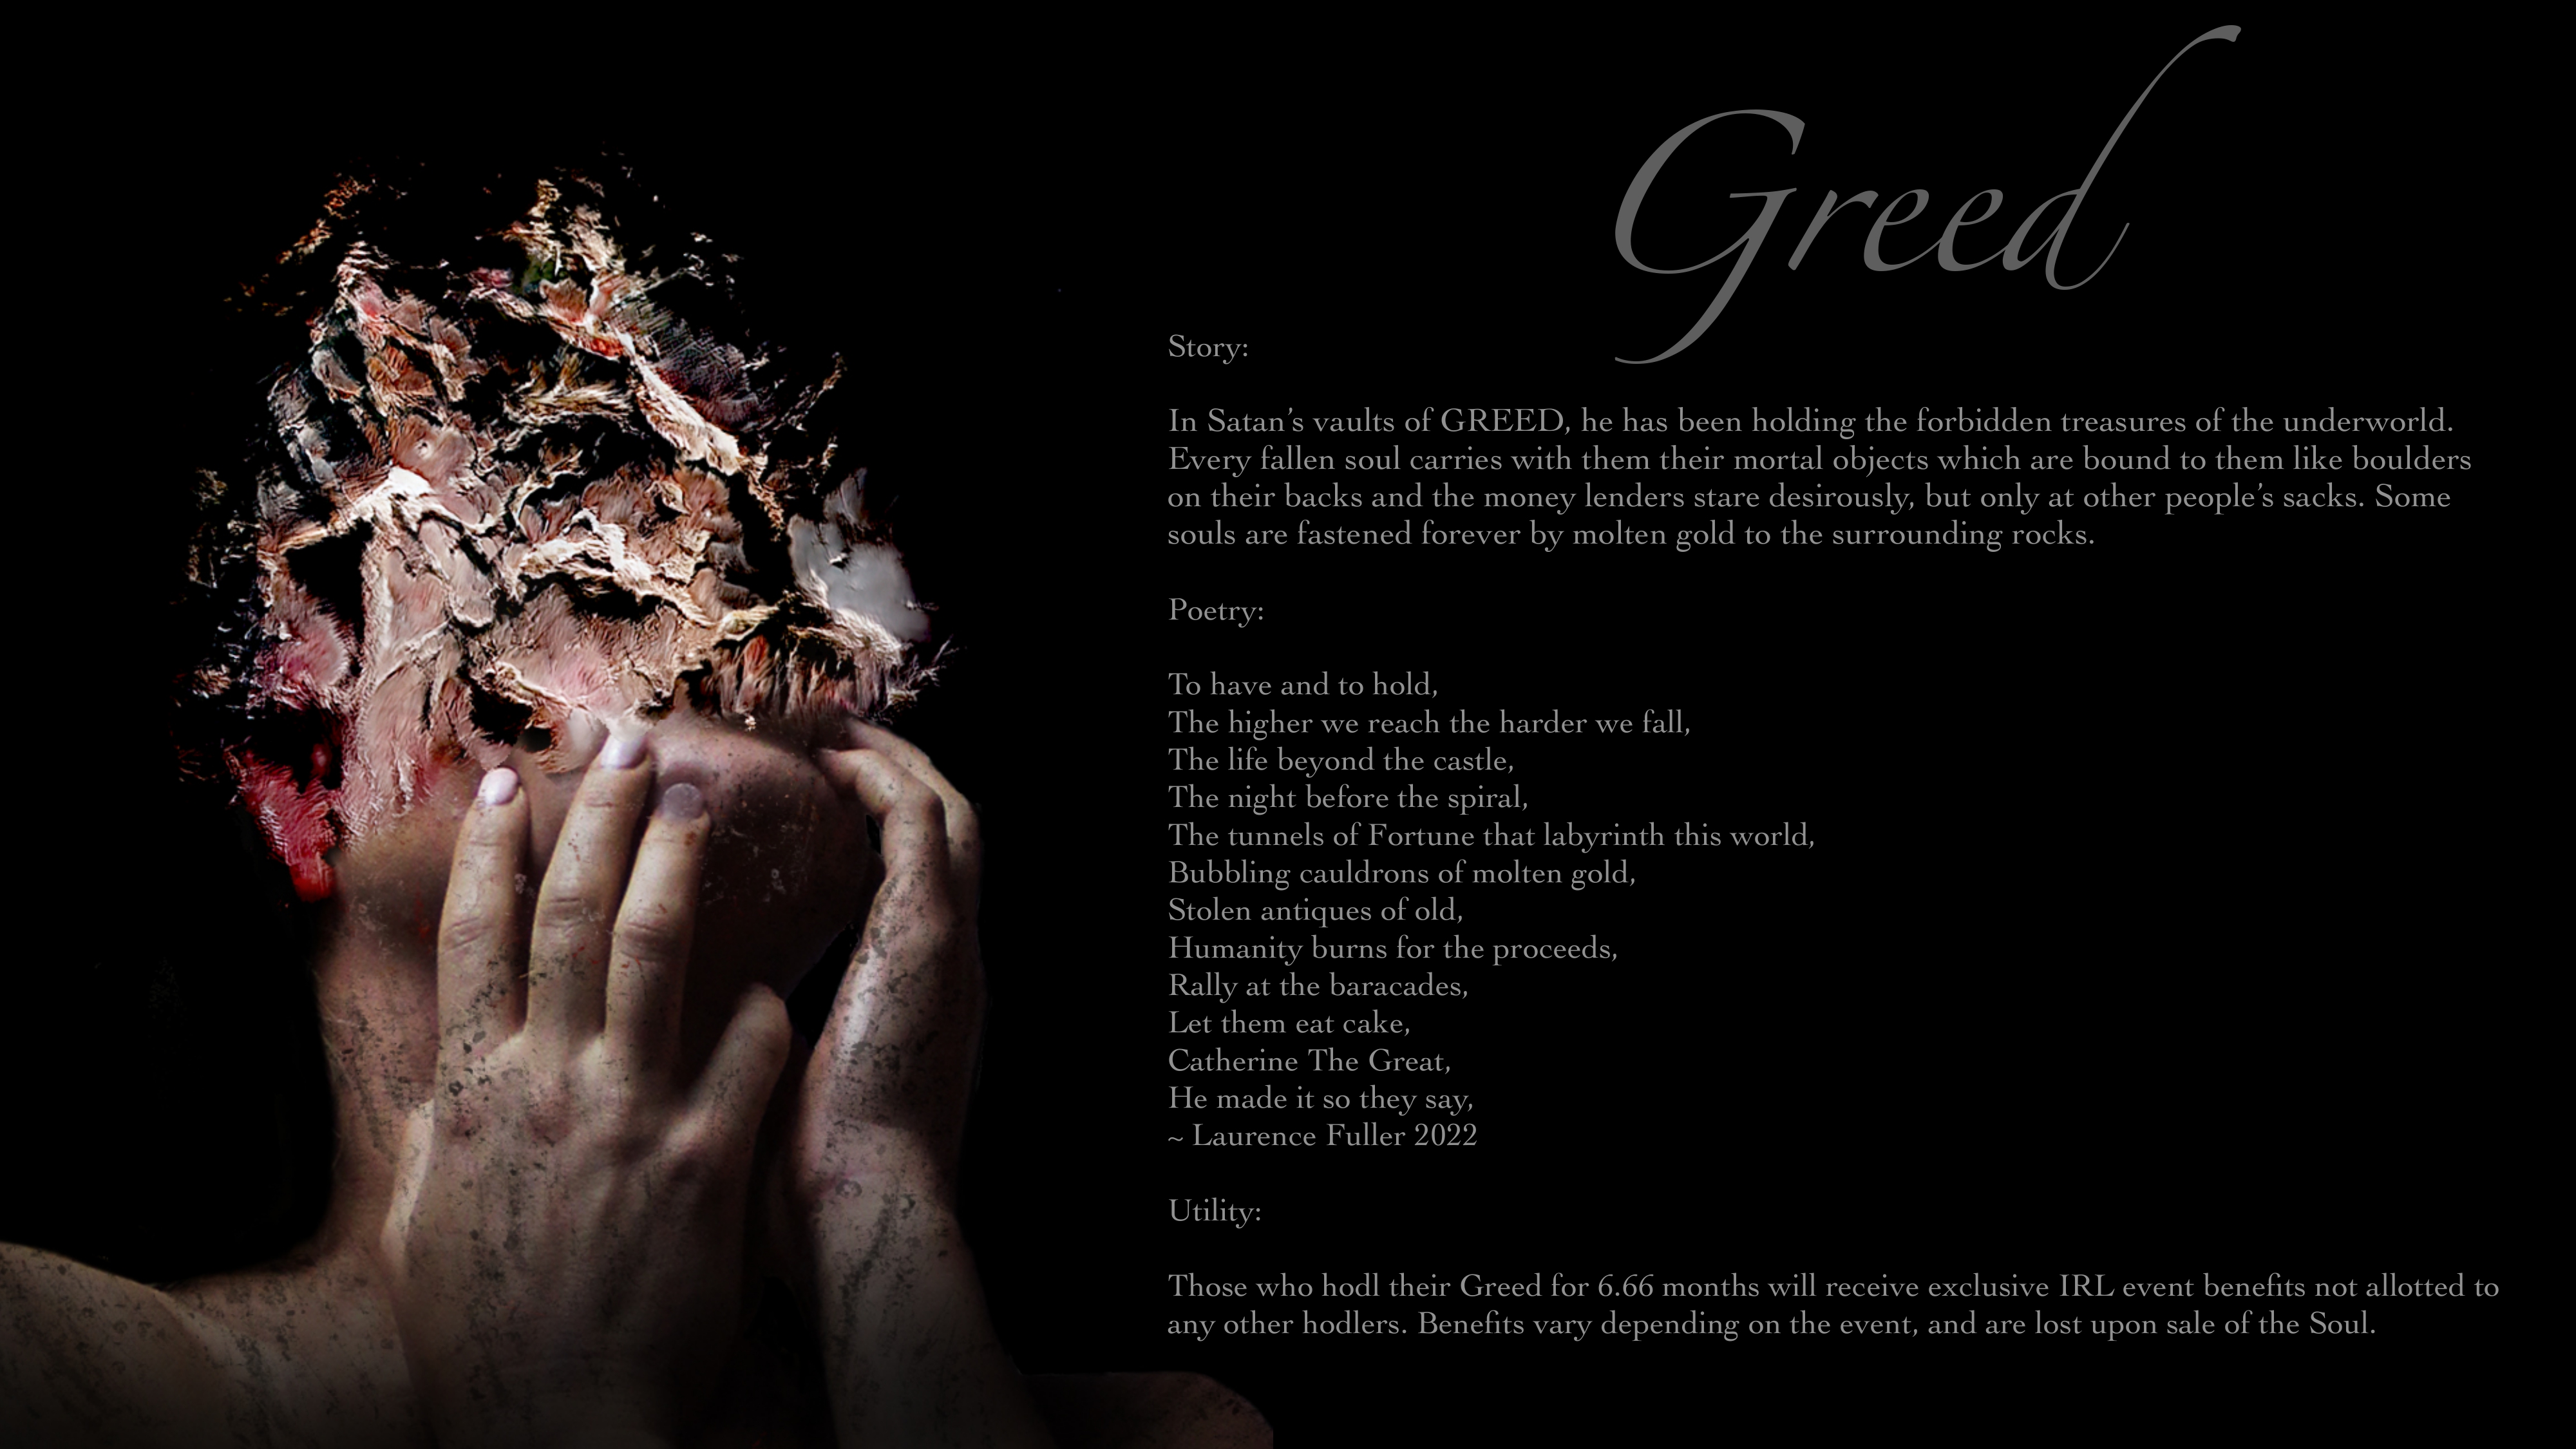 Greed
Story:
In Satan’s vaults of GREED, he has been holding the forbidden treasures of the underworld.
Every fallen soul carries with them their mortal objects which are bound to them like boulders
on their backs and the money lenders stare desirously, but only at other people’s sacks. Some
souls are fastened forever by molten gold to the surrounding rocks.
Poetry:
To have and to hold,
The higher we reach the harder we fall,
The life beyond the castle,
The night before the spiral,
The tunnels of Fortune that labyrinth this world,
Bubbling cauldrons of molten gold,
Stolen antiques of old,
Humanity burns for the proceeds,
Rally at the baracades,
Let them eat cake,
Catherine The Great,
He made it so they say,
~ Laurence Fuller 2022
Utility:
Those who hodl their Greed for 6.66 months will receive exclusive IRL event benefits not allotted to
any other hodlers. Benefits vary depending on the event, and are lost upon sale of the Soul.